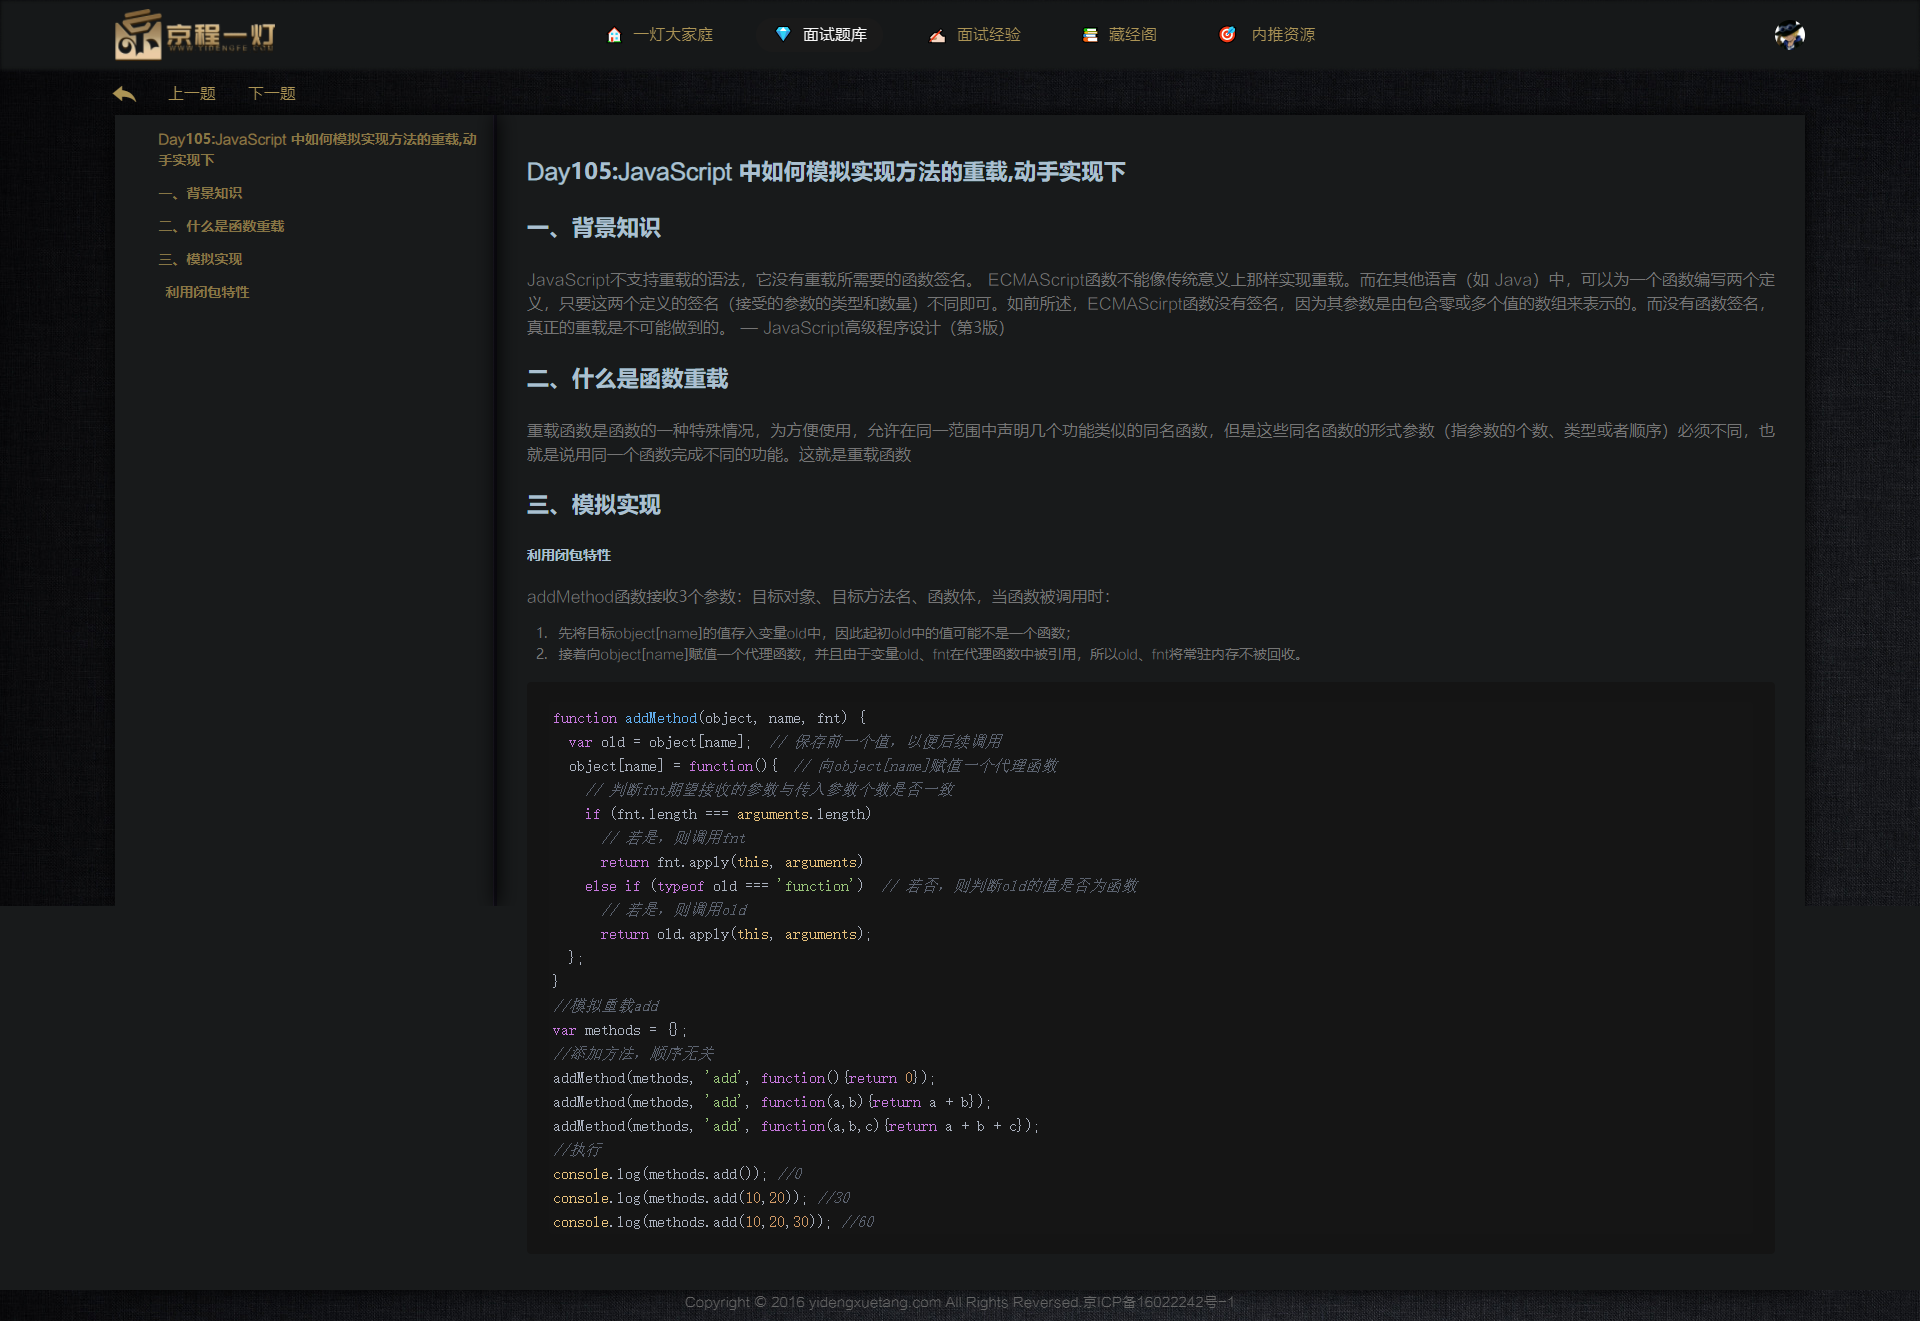 京程一灯
WWW.YIDENGFE.COM
一灯大家庭
面试题库
面试经验
藏经阁
内推资源
上一题
下一题
Day105:JavaScript 中如何模拟实现方法的重载,动
手实现下
一、背景知识
二、什么是函数重载
三、模拟实现
利用闭包特性
Day105:JavaScript 中如何模拟实现方法的重载,动手实现下
一、背景知识
JavaScript不支持重载的语法，它没有重载所需要的函数签名。 ECMAScript函数不能像传统意义上那样实现重载。而在其他语言（如 Java）中，可以为一个函数编写两个定
义，只要这两个定义的签名（接受的参数的类型和数量）不同即可。如前所述，ECMAScirpt函数没有签名，因为其参数是由包含零或多个值的数组来表示的。而没有函数签名，
真正的重载是不可能做到的。 — JavaScript高级程序设计（第3版）
二、什么是函数重载
重载函数是函数的一种特殊情况，为方便使用，允许在同一范围中声明几个功能类似的同名函数，但是这些同名函数的形式参数（指参数的个数、类型或者顺序）必须不同，也
就是说用同一个函数完成不同的功能。这就是重载函数
三、模拟实现
利用闭包特性
addMethod函数接收3个参数：目标对象、目标方法名、函数体，当函数被调用时：
1. 先将目标object[name]的值存入变量old中，因此起初old中的值可能不是一个函数；
2. 接着向object[name]赋值一个代理函数，并且由于变量old、fnt在代理函数中被引用，所以old、fnt将常驻内存不被回收。
function addMethod(object, name, fnt) {
  var old = object[name];  // 保存前一个值，以便后续调用
  object[name] = function(){  // 向object[name]赋值一个代理函数
    // 判断fnt期望接收的参数与传入参数个数是否一致
    if (fnt.length === arguments.length)
      // 若是，则调用fnt
      return fnt.apply(this, arguments)
    else if (typeof old === 'function')  // 若否，则判断old的值是否为函数
      // 若是，则调用old
      return old.apply(this, arguments);
  };
}
//模拟重载add
var methods = {};
//添加方法，顺序无关
addMethod(methods, 'add', function(){return 0});
addMethod(methods, 'add', function(a,b){return a + b});
addMethod(methods, 'add', function(a,b,c){return a + b + c});
//执行
console.log(methods.add()); //0
console.log(methods.add(10,20)); //30
console.log(methods.add(10,20,30)); //60
Copyright © 2016 yidengxuetang.com All Rights Reversed.京ICP备16022242号-1